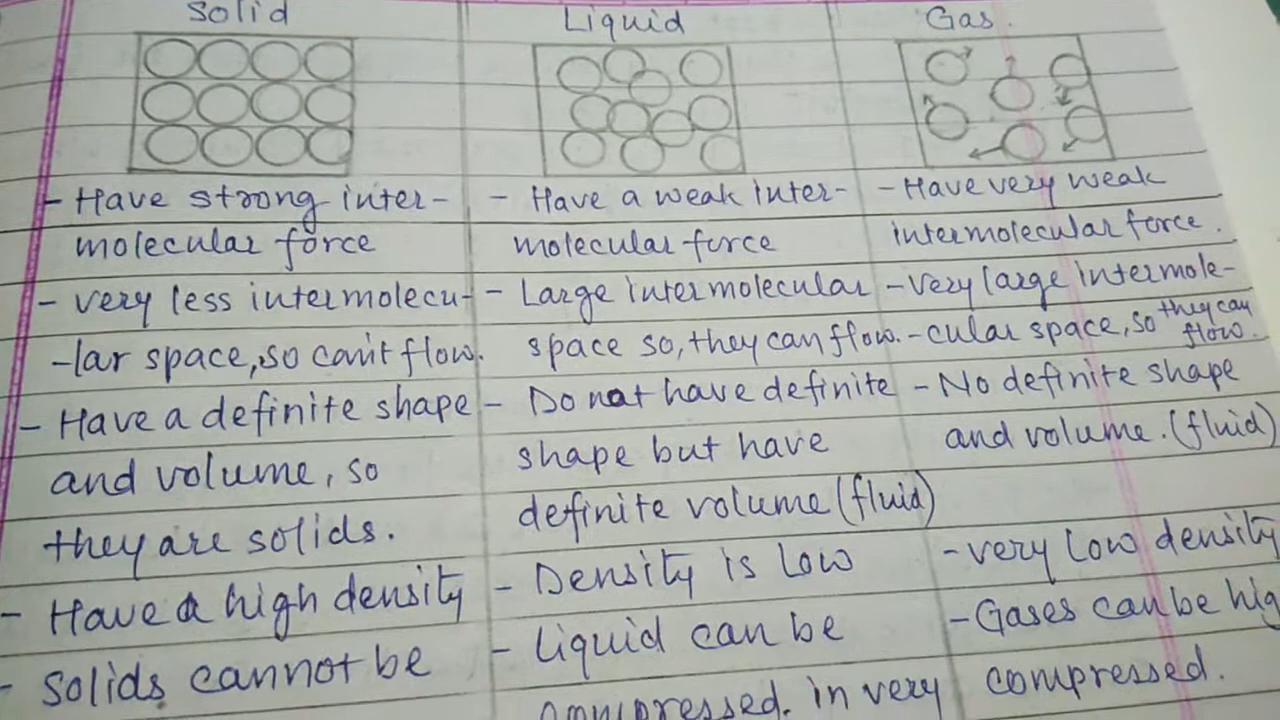 Solid
- Have strong inter-
molecular force
- very less intermolecu-
-lar space, so can't flow.
- Have a definite shape
and volume, so
they are solids.
- Have a high density
- Solids cannot be
Liquid
- Have a weak inter-
molecular force
- Large intermolecular
space so, they can flow.
- Do not have definite
shape but have
definite volume (fluid)
- Density is low
- Liquid can be
compressed. in very
Gas.
- Have very weak
intermolecular force.
- very large intermole-
-cular space, so they can
flow.
- No definite shape
and volume. (fluid)
- very low density
- Gases can be hig
compressed.